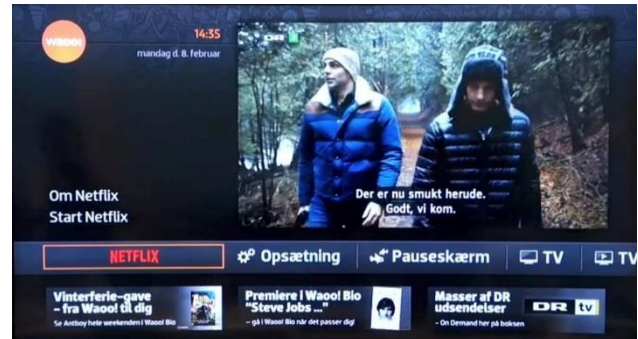 WAOO!
14:35
mandag d. 8. februar
DR
Der er nu smukt herude.
Godt, vi kom.
Om Netflix
Start Netflix
NETFLIX
Opsætning
Pauseskærm
TV
TV
Vinterferie-gave
- fra Waoo! til dig
Se Antboy hele weekenden i Waoo! Bio
Premiere i Waoo! Bio
"Steve Jobs ..."
- gå i Waoo! Bio når det passer dig!
Masser af DR
udsendelser
- On Demand her på boksen
DR tv